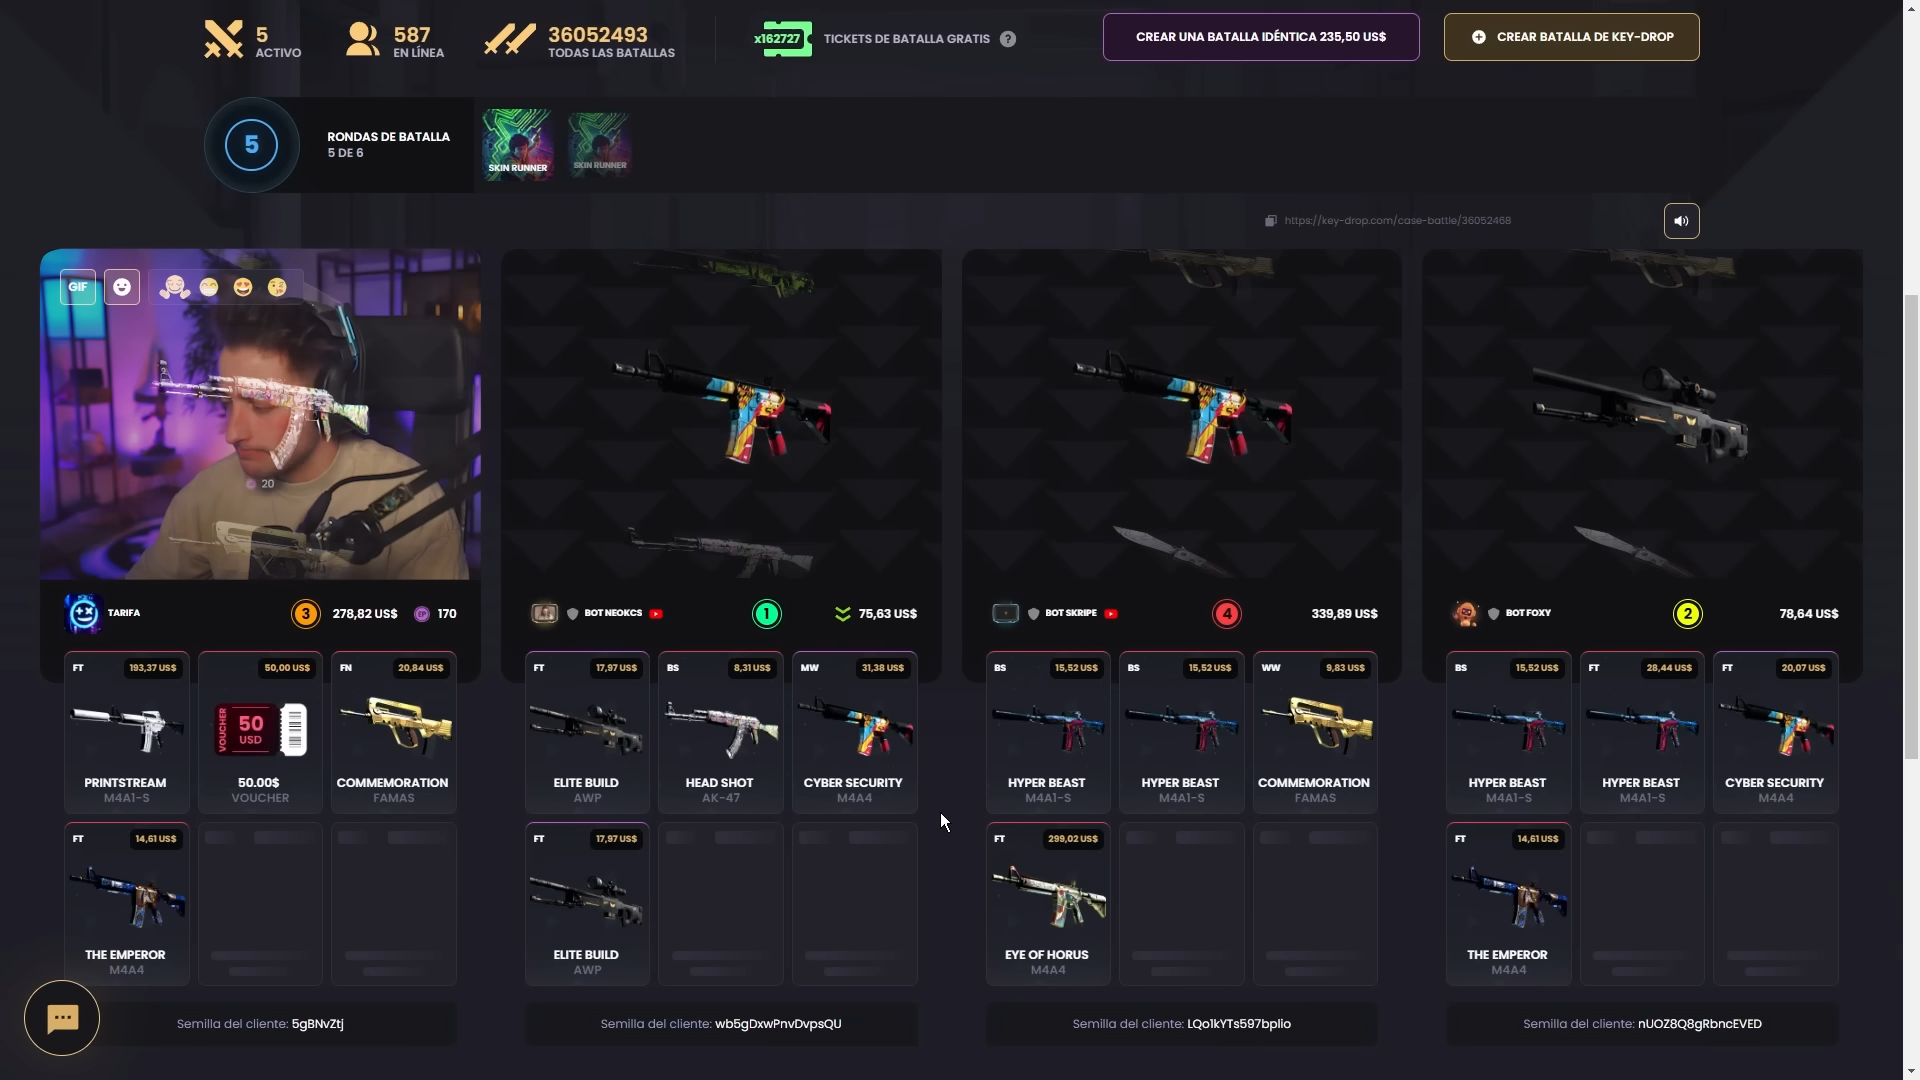 5
ACTIVO
587
EN LÍNEA
36052493
TODAS LAS BATALLAS
x162727
TICKETS DE BATALLA GRATIS ?
CREAR UNA BATALLA IDÉNTICA 235,50 US$
CREAR BATALLA DE KEY-DROP
5
RONDAS DE BATALLA
5 DE 6
SKIN RUNNER
SKIN RUNNER
https://key-drop.com/case-battle/36052468
GIF
20
TARIFA
3
278,82 US$
170
BOT NEOKCS
1
75,63 US$
BOT SKRIPE
4
339,89 US$
BOT FOXY
2
78,64 US$
FT 193,37 US$
PRINTSTREAM
M4A1-S
50,00 US$
VOUCHER
50
USD
50.00$
VOUCHER
FN 20,84 US$
COMMEMORATION
FAMAS
FT 17,97 US$
ELITE BUILD
AWP
BS 8,31 US$
HEAD SHOT
AK-47
MW 31,38 US$
CYBER SECURITY
M4A4
BS 15,52 US$
HYPER BEAST
M4A1-S
BS 15,52 US$
HYPER BEAST
M4A1-S
WW 9,83 US$
COMMEMORATION
FAMAS
BS 15,52 US$
HYPER BEAST
M4A1-S
FT 28,44 US$
HYPER BEAST
M4A1-S
FT 20,07 US$
CYBER SECURITY
M4A4
FT 14,61 US$
THE EMPEROR
M4A4
FT 17,97 US$
ELITE BUILD
AWP
FT 299,02 US$
EYE OF HORUS
M4A4
FT 14,61 US$
THE EMPEROR
M4A4
Semilla del cliente: 5gBNvZtj
Semilla del cliente: wb5gDxwPnvDvpsQU
Semilla del cliente: LQo1kYTs597bplio
Semilla del cliente: nUOZ8Q8gRbncEVED